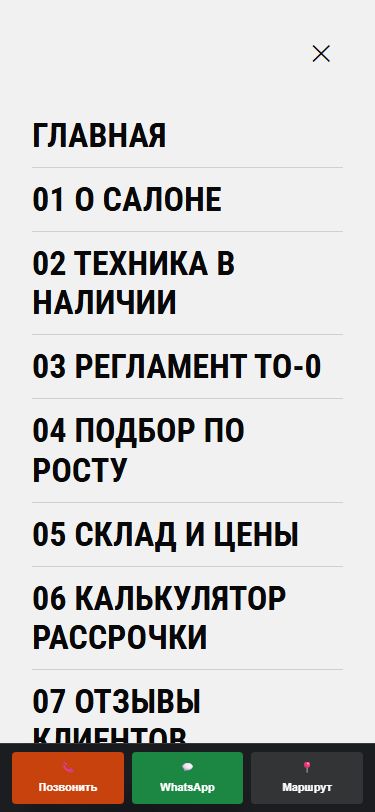 ГЛАВНАЯ
01 О САЛОНЕ
02 ТЕХНИКА В
НАЛИЧИИ
03 РЕГЛАМЕНТ ТО-0
04 ПОДБОР ПО
РОСТУ
05 СКЛАД И ЦЕНЫ
06 КАЛЬКУЛЯТОР
РАССРОЧКИ
07 ОТЗЫВЫ
КЛИЕНТОВ
Позвонить
WhatsApp
Маршрут